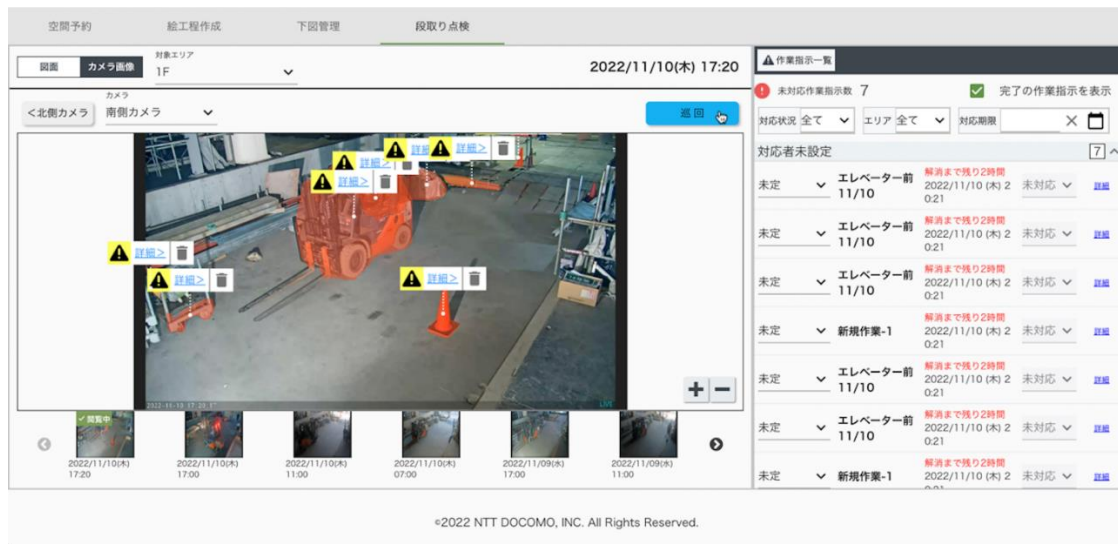 空間予約 絵工程作成 下図管理 段取り点検
図面 カメラ画像
対象エリア
1F
2022/11/10(木) 17:20
カメラ
<北側カメラ 南側カメラ
巡回
詳細>
詳細>
詳細>
詳細>
詳細>
詳細>
2022-11-10 17 20
LIVE
閲覧中
2022/11/10(木)
17:20
2022/11/10(木)
17:00
2022/11/10(木)
11:00
2022/11/10(木)
07:00
2022/11/09(水)
17:00
2022/11/09(水)
11:00
作業指示一覧
未対応作業指示数 7 完了の作業指示を表示
対応状況 全て エリア 全て 対応期限
対応者未設定 7
未定 エレベーター前 11/10 解消まで残り2時間 2022/11/10 (木) 20:21 未対応 詳細
未定 エレベーター前 11/10 解消まで残り2時間 2022/11/10 (木) 20:21 未対応 詳細
未定 エレベーター前 11/10 解消まで残り2時間 2022/11/10 (木) 20:21 未対応 詳細
未定 新規作業-1 解消まで残り2時間 2022/11/10 (木) 20:21 未対応 詳細
未定 エレベーター前 11/10 解消まで残り2時間 2022/11/10 (木) 20:21 未対応 詳細
未定 エレベーター前 11/10 解消まで残り2時間 2022/11/10 (木) 20:21 未対応 詳細
未定 新規作業-1 解消まで残り2時間 2022/11/10 (木) 2 未対応 詳細
©2022 NTT DOCOMO, INC. All Rights Reserved.